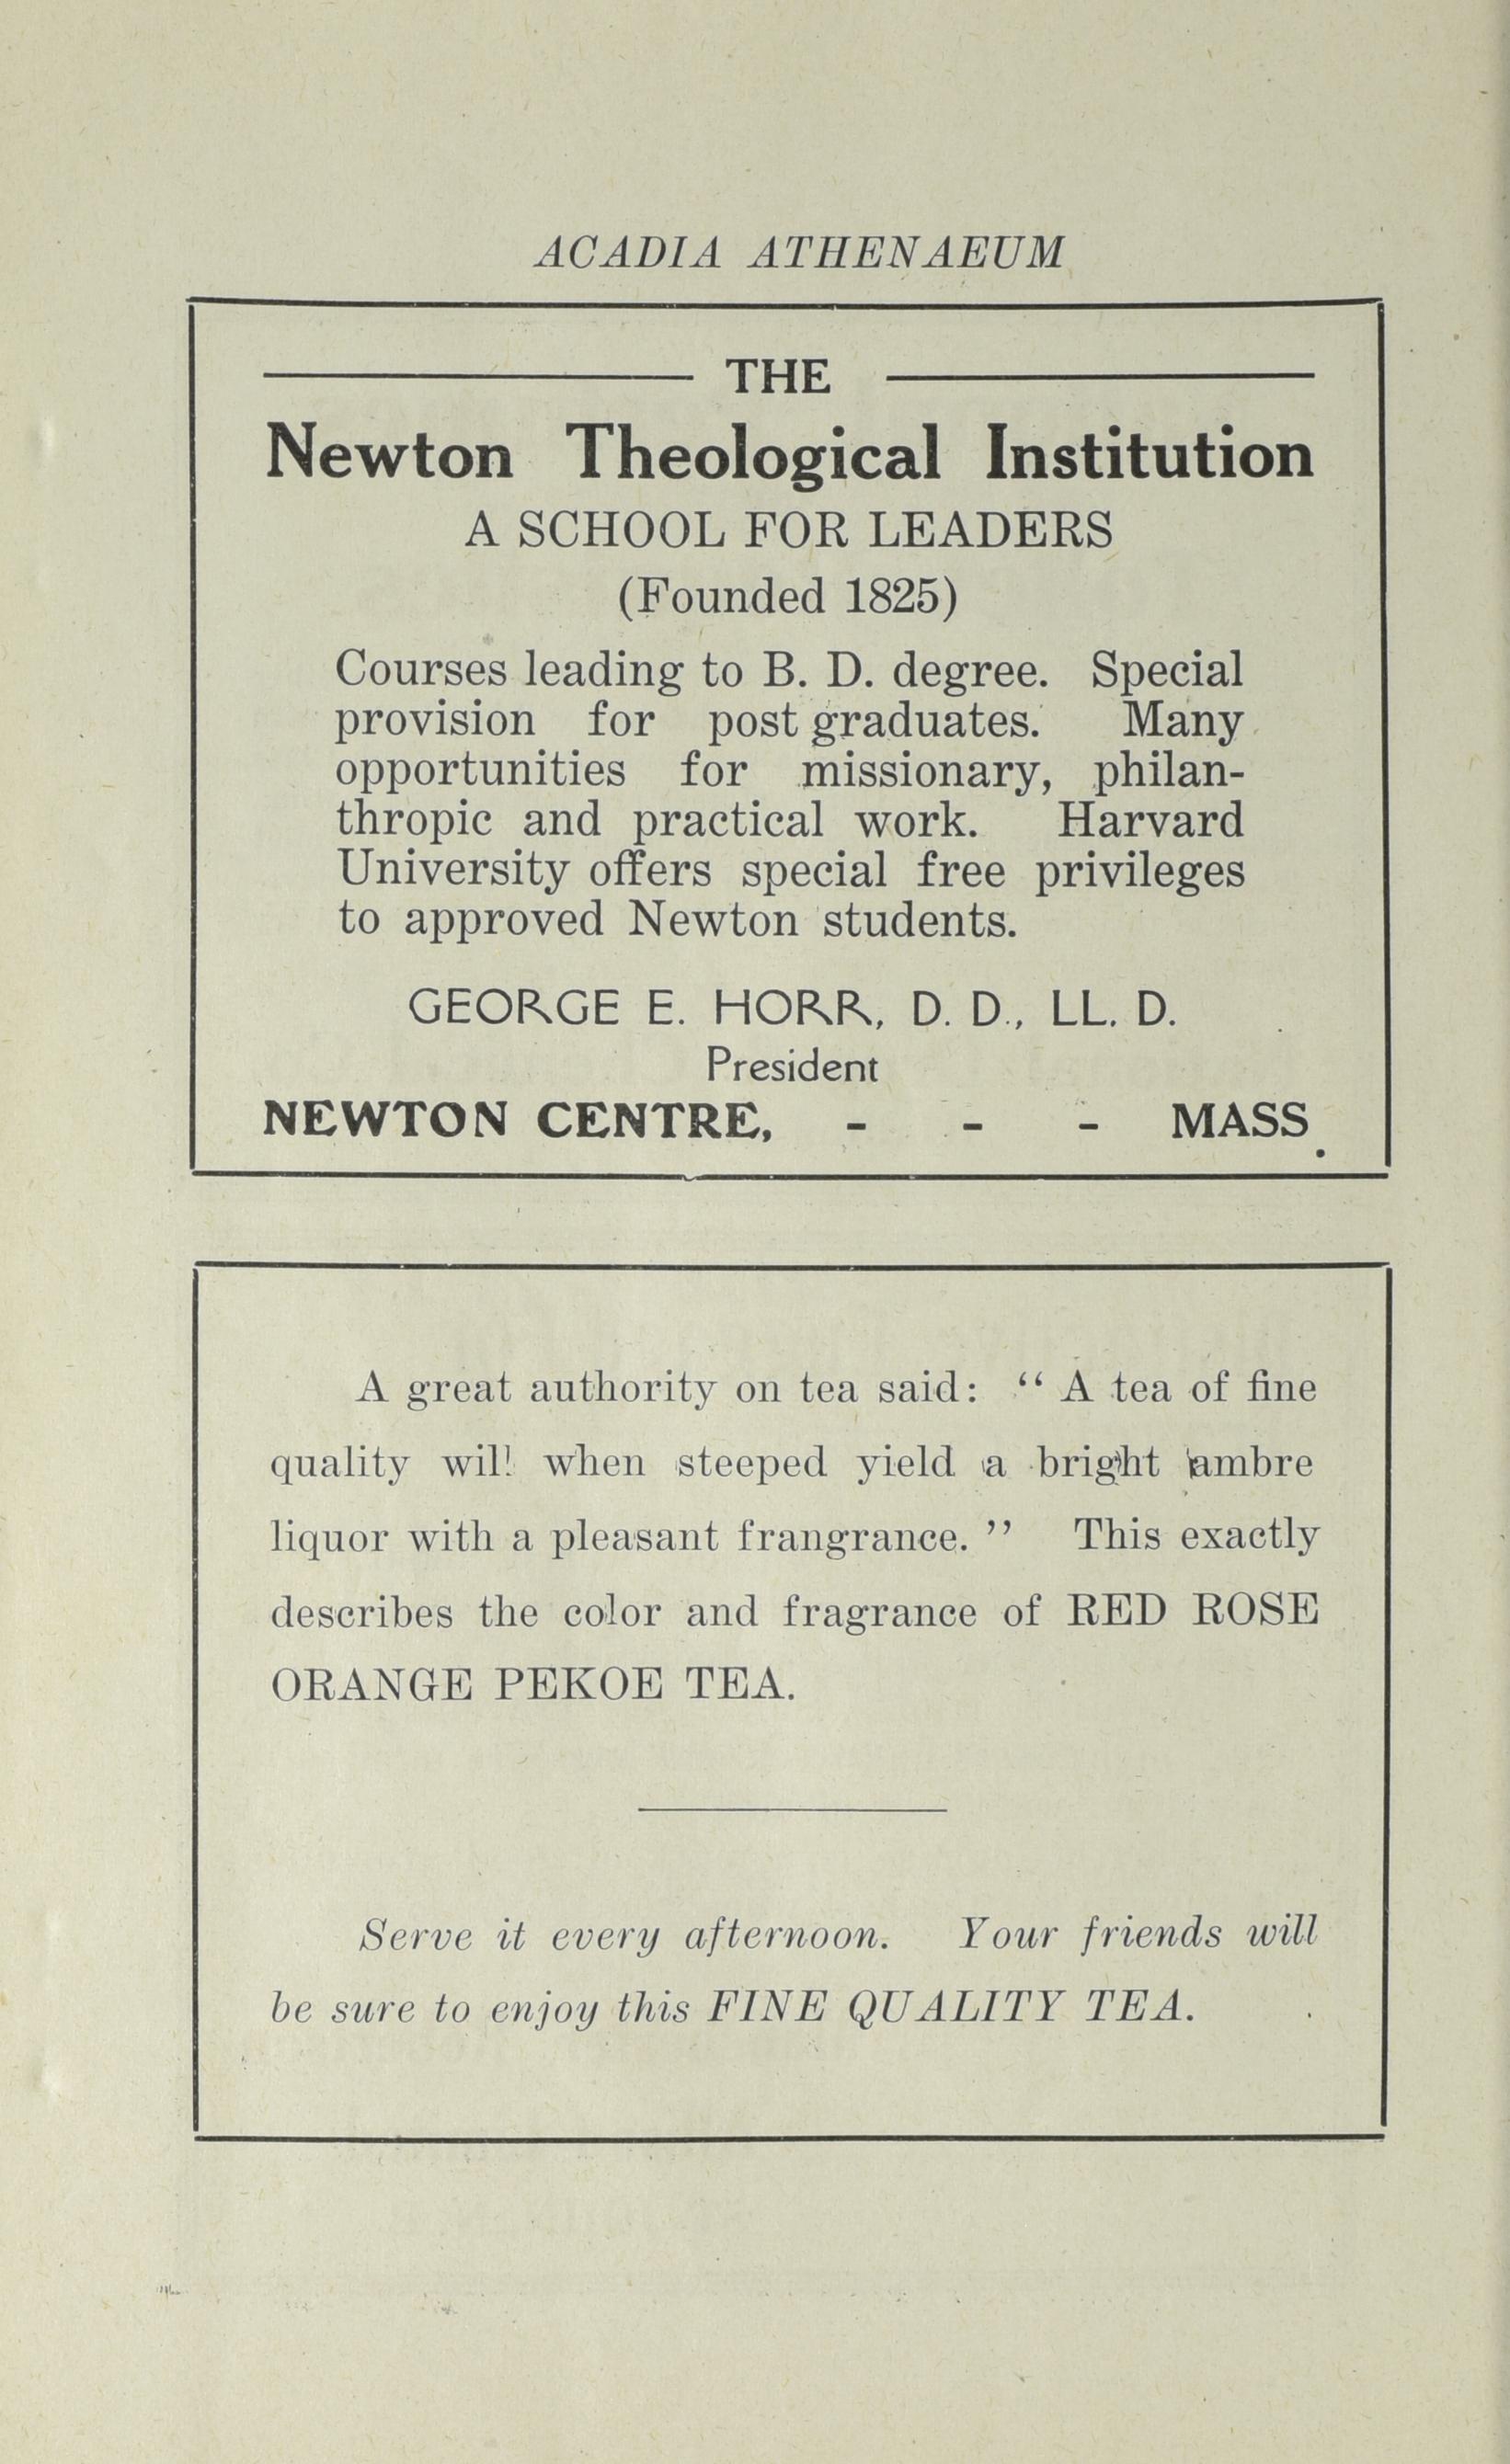 ACADIA ATHENAEUM
THE
Newton Theological Institution
A SCHOOL FOR LEADERS
(Founded 1825)
Courses leading to B. D. degree. Special
provision for post graduates. Many
opportunities for missionary, philan-
thropic and practical work. Harvard
University offers special free privileges
to approved Newton students.
GEORGE E. HORR, D. D., LL. D.
President
NEWTON CENTRE, - - - MASS.
A great authority on tea said: “ A tea of fine
quality will when steeped yield a bright ambre
liquor with a pleasant frangrance. ” This exactly
describes the color and fragrance of RED ROSE
ORANGE PEKOE TEA.
Serve it every afternoon. Your friends will
be sure to enjoy this FINE QUALITY TEA.